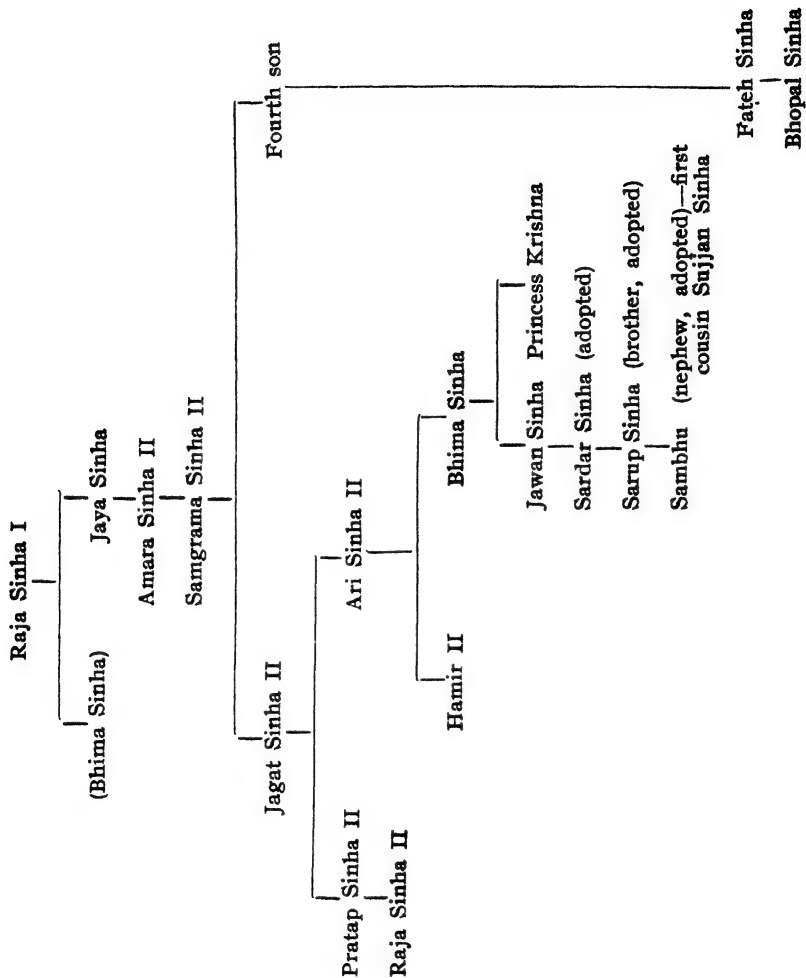 Raja Sinha I
(Bhima Sinha)
Jaya Sinha
Amara Sinha II
Samgrama Sinha II
Jagat Sinha II
Fourth son
Pratap Sinha II
Ari Sinha II
Raja Sinha II
Hamir II
Bhima Sinha
Jawan Sinha
Princess Krishna
Sardar Sinha (adopted)
Sarup Sinha (brother, adopted)
Sambhu (nephew, adopted)—first
cousin Sujjan Sinha
Fateh Sinha
Bhopal Sinha